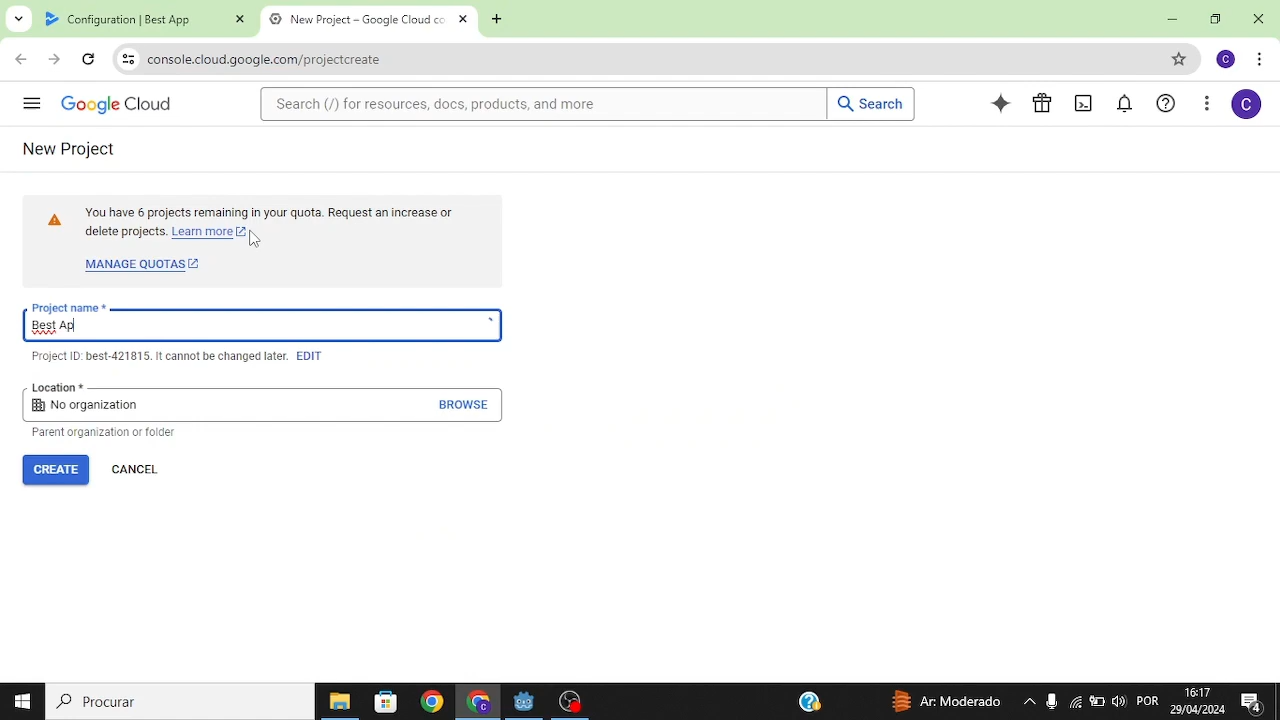 Configuration | Best App
New Project – Google Cloud co
console.cloud.google.com/projectcreate
C
Google Cloud
Search (/) for resources, docs, products, and more
Search
C
New Project
You have 6 projects remaining in your quota. Request an increase or
delete projects. Learn more
MANAGE QUOTAS
Project name *
Best Ap
Project ID: best-421815. It cannot be changed later. EDIT
Location *
No organization
BROWSE
Parent organization or folder
CREATE
CANCEL
Procurar
Ar: Moderado
POR
16:17
29/04/2024
4